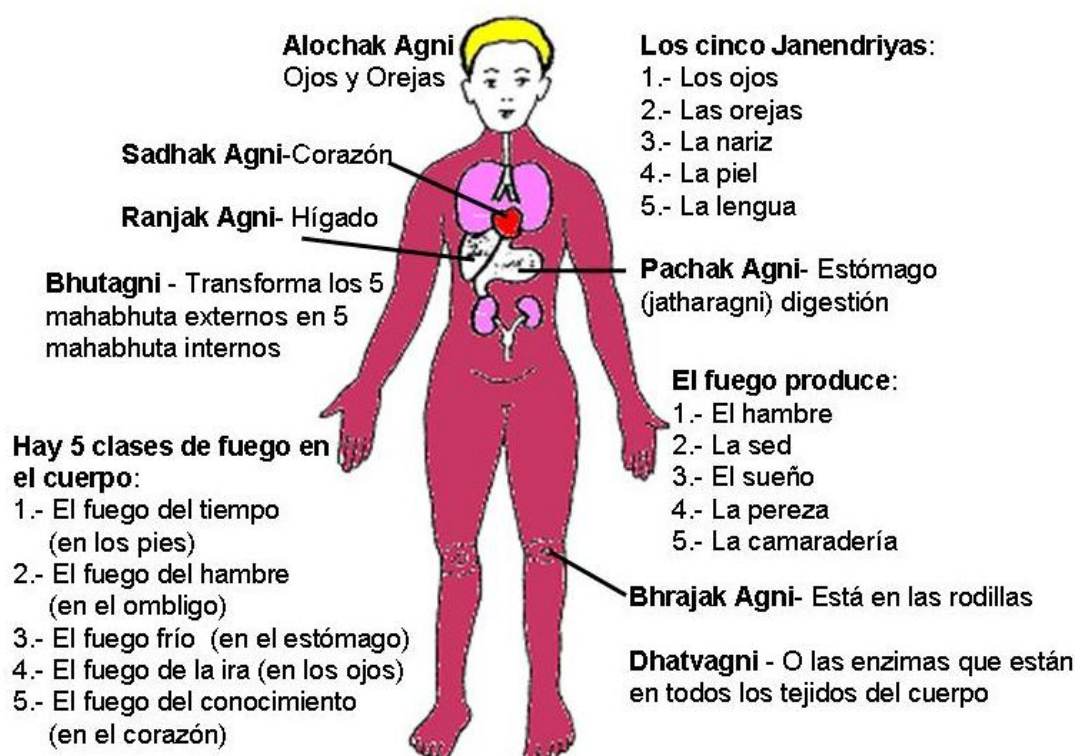 Alochak Agni
Ojos y Orejas
Sadhak Agni-Corazón
Ranjak Agni- Hígado
Bhutagni - Transforma los 5
mahabhuta externos en 5
mahabhuta internos
Hay 5 clases de fuego en
el cuerpo:
1.- El fuego del tiempo
(en los pies)
2.- El fuego del hambre
(en el ombligo)
3.- El fuego frío (en el estómago)
4.- El fuego de la ira (en los ojos)
5.- El fuego del conocimiento
(en el corazón)
Los cinco Janendriyas:
1.- Los ojos
2.- Las orejas
3.- La nariz
4.- La piel
5.- La lengua
Pachak Agni- Estómago
(jatharagni) digestión
El fuego produce:
1.- El hambre
2.- La sed
3.- El sueño
4.- La pereza
5.- La camaradería
Bhrajak Agni- Está en las rodillas
Dhatvagni - O las enzimas que están
en todos los tejidos del cuerpo